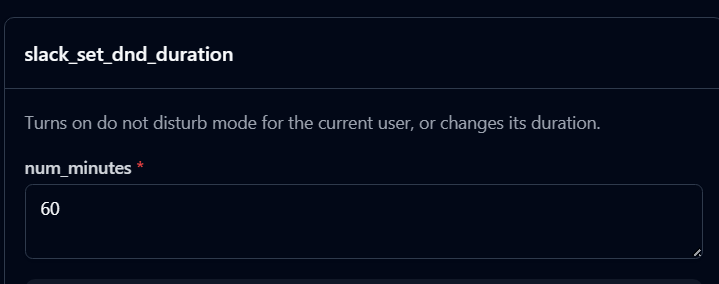 slack_set_dnd_duration
Turns on do not disturb mode for the current user, or changes its duration.
num_minutes *
60